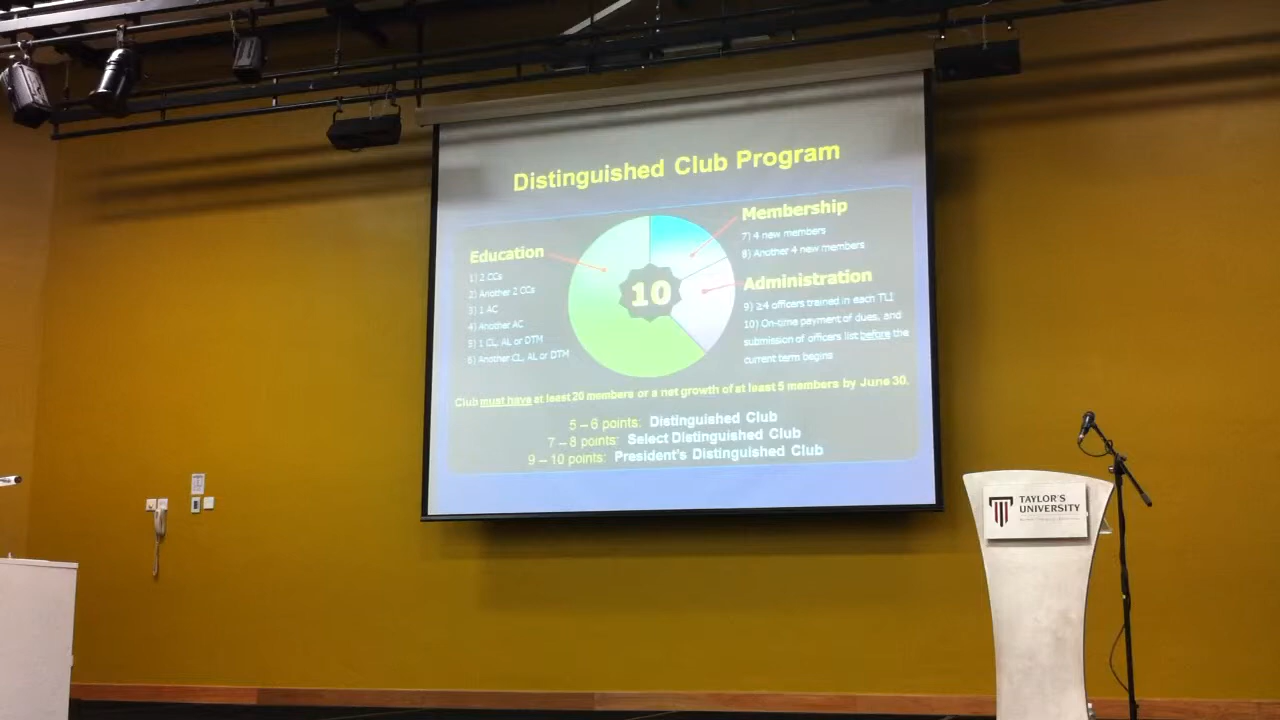 Distinguished Club Program
Education
1) 2 CCs
2) Another 2 CCs
3) 1 AC
4) Another AC
5) 1 CL, AL or DTM
6) Another CL, AL or DTM
10
Membership
7) 4 new members
8) Another 4 new members
Administration
9) ≥4 officers trained in each TLI
10) On-time payment of dues, and
submission of officers list before the
current term begins
Club must have at least 20 members or a net growth of at least 5 members by June 30.
5 – 6 points: Distinguished Club
7 – 8 points: Select Distinguished Club
9 – 10 points: President's Distinguished Club
TAYLOR'S
UNIVERSITY